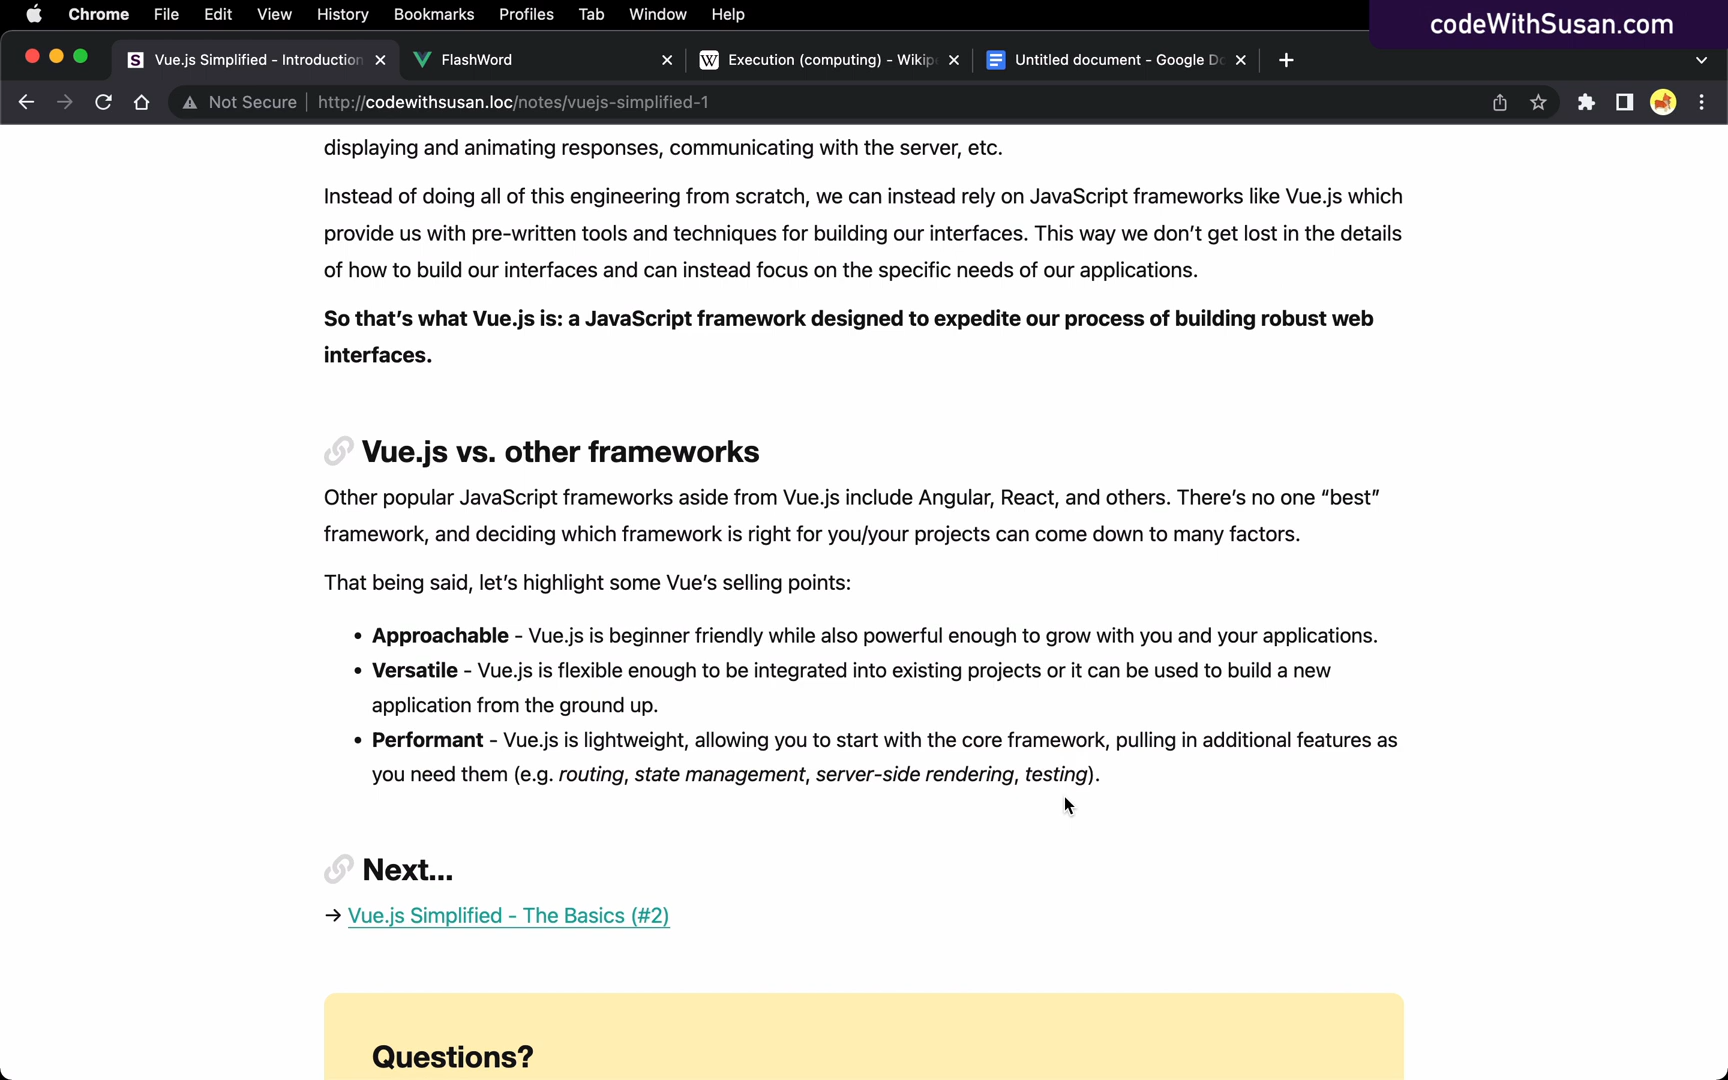 Chrome File Edit View History Bookmarks Profiles Tab Window Help
codeWithSusan.com
Vue.js Simplified - Introduction
FlashWord
Execution (computing) - Wikip
Untitled document - Google Do
Not Secure http://codewithsusan.loc/notes/vuejs-simplified-1
displaying and animating responses, communicating with the server, etc.
Instead of doing all of this engineering from scratch, we can instead rely on JavaScript frameworks like Vue.js which
provide us with pre-written tools and techniques for building our interfaces. This way we don’t get lost in the details
of how to build our interfaces and can instead focus on the specific needs of our applications.
So that’s what Vue.js is: a JavaScript framework designed to expedite our process of building robust web
interfaces.
Vue.js vs. other frameworks
Other popular JavaScript frameworks aside from Vue.js include Angular, React, and others. There’s no one “best”
framework, and deciding which framework is right for you/your projects can come down to many factors.
That being said, let’s highlight some Vue’s selling points:
• Approachable - Vue.js is beginner friendly while also powerful enough to grow with you and your applications.
• Versatile - Vue.js is flexible enough to be integrated into existing projects or it can be used to build a new
application from the ground up.
• Performant - Vue.js is lightweight, allowing you to start with the core framework, pulling in additional features as
you need them (e.g. routing, state management, server-side rendering, testing).
Next...
→ Vue.js Simplified - The Basics (#2)
Questions?